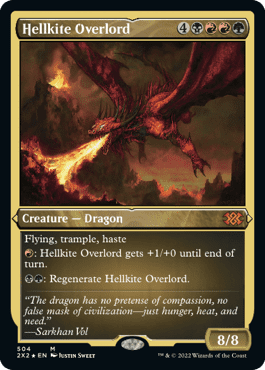 Hellkite Overlord 4
Creature — Dragon
Flying, trample, haste
: Hellkite Overlord gets +1/+0 until end of
turn.
: Regenerate Hellkite Overlord.
"The dragon has no pretense of compassion, no
false mask of civilization—just hunger, heat, and
need."
—Sarkhan Vol
8/8
504 M
2X2 ★ EN JUSTIN SWEET
™ & © 2022 Wizards of the Coast